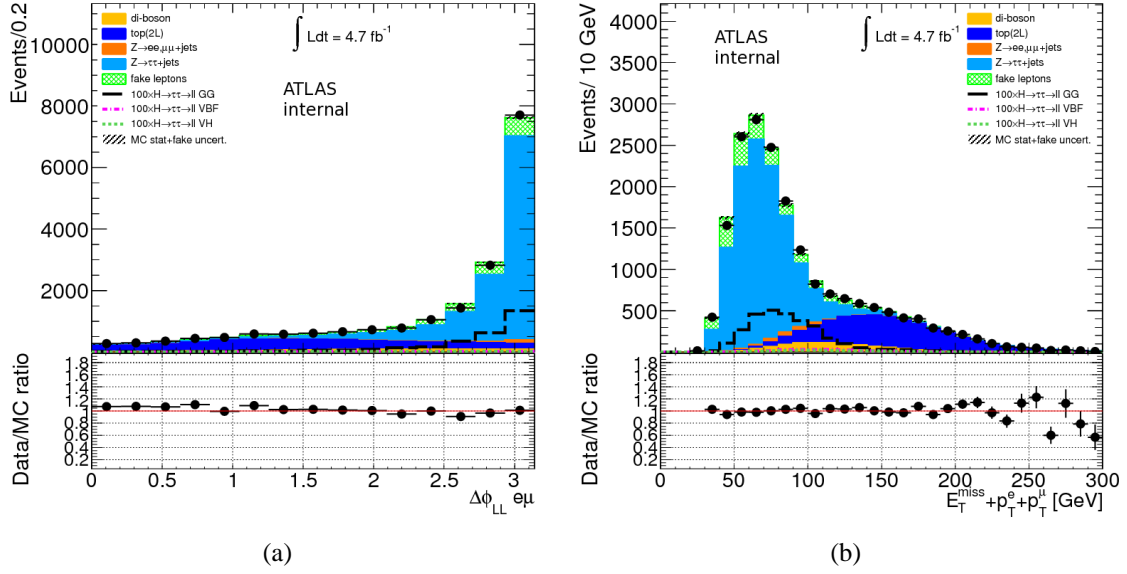 Events/0.2
10000
8000
6000
4000
2000
di-boson
top(2L)
Z→ee,μμ+jets
Z→ττ+jets
fake leptons
100×H→ττ→ll GG
100×H→ττ→ll VBF
100×H→ττ→ll VH
MC stat+fake uncert.
∫ Ldt = 4.7 fb⁻¹
ATLAS
internal
Data/MC ratio
1.8
1.6
1.4
1.2
1
0.8
0.6
0.4
0.2
0 0.5 1 1.5 2 2.5 3
Δϕ_LL eμ
(a)
Events/ 10 GeV
4000
3500
3000
2500
2000
1500
1000
500
0
ATLAS
internal
∫ Ldt = 4.7 fb⁻¹
di-boson
top(2L)
Z→ee,μμ+jets
Z→ττ+jets
fake leptons
100×H→ττ→ll GG
100×H→ττ→ll VBF
100×H→ττ→ll VH
MC stat+fake uncert.
Data/MC ratio
1.8
1.6
1.4
1.2
1
0.8
0.6
0.4
0.2
0 50 100 150 200 250 300
E_T^miss +p_T^e+p_T^μ [GeV]
(b)